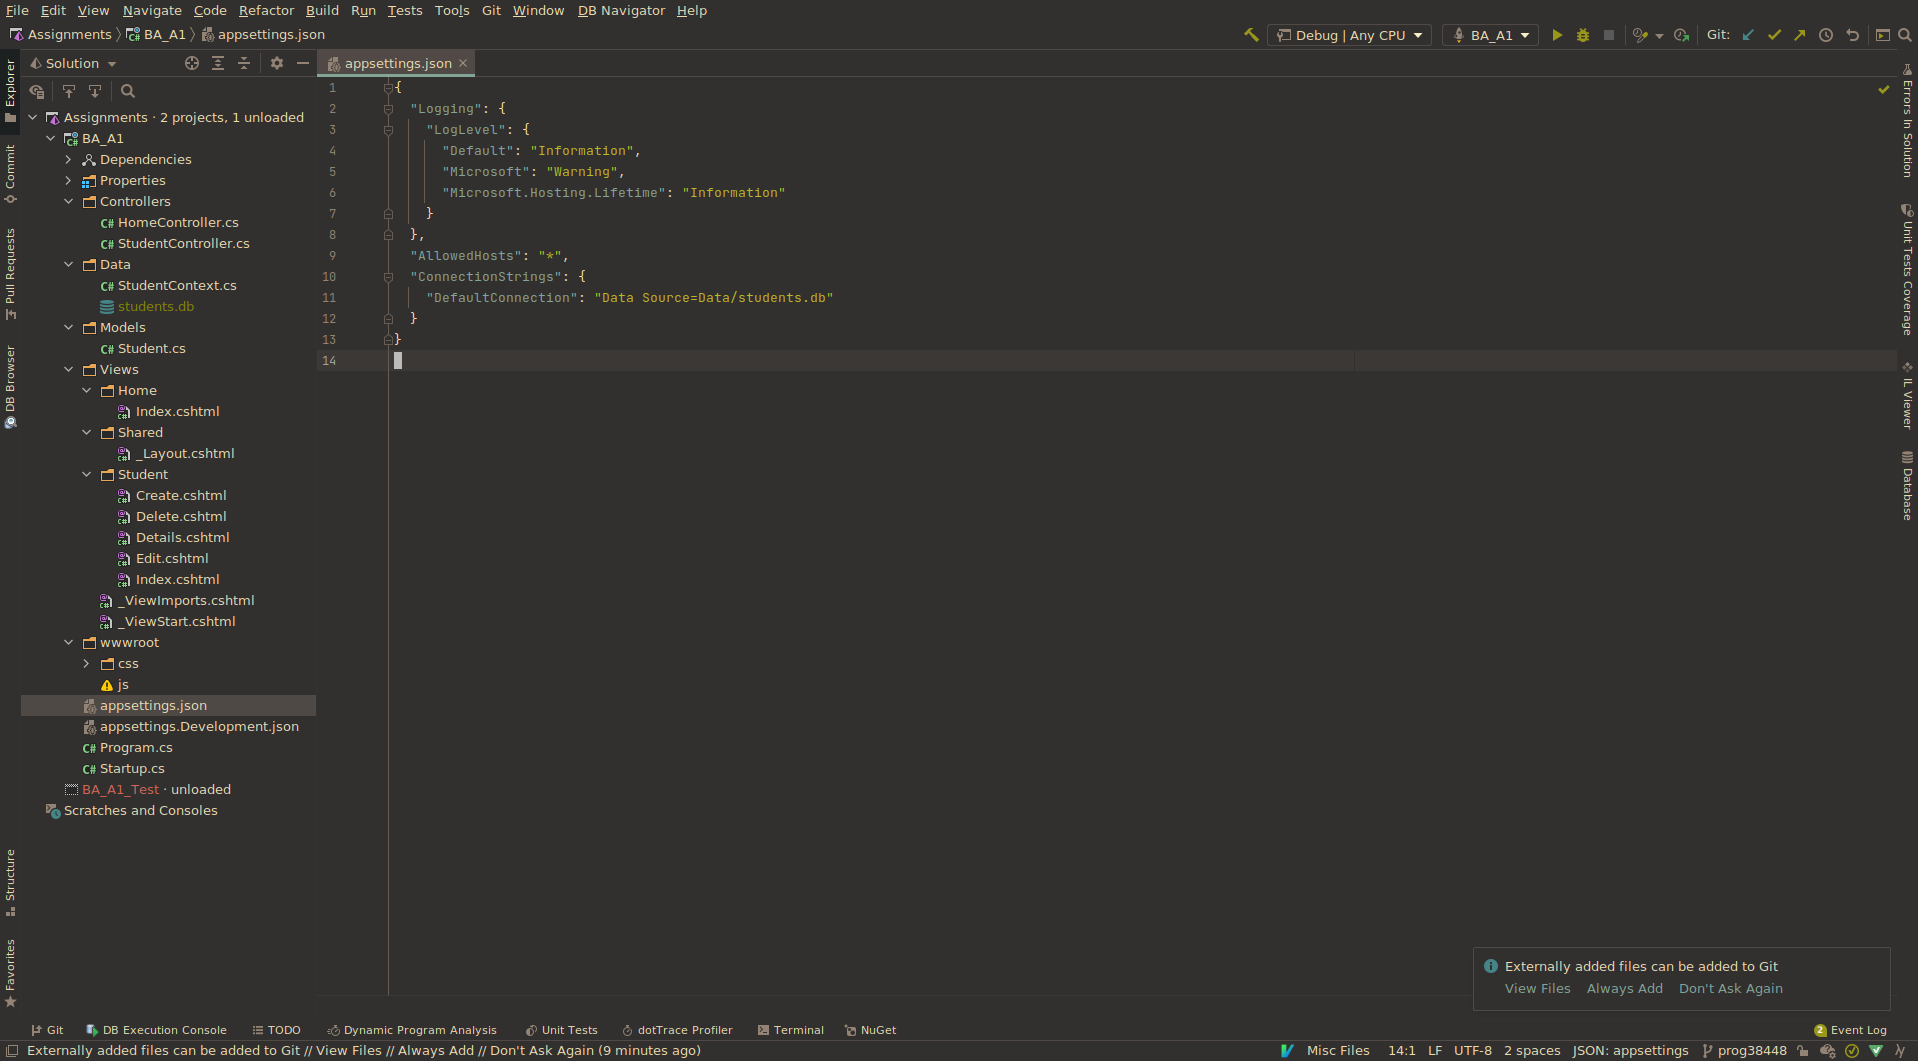 File Edit View Navigate Code Refactor Build Run Tests Tools Git Window DB Navigator Help
Assignments BA_A1 appsettings.json
Debug | Any CPU
BA_A1
Git:
Explorer
Commit
Pull Requests
DB Browser
Structure
Favorites
Solution
Assignments · 2 projects, 1 unloaded
BA_A1
Dependencies
Properties
Controllers
C# HomeController.cs
C# StudentController.cs
Data
C# StudentContext.cs
students.db
Models
C# Student.cs
Views
Home
Index.cshtml
Shared
_Layout.cshtml
Student
Create.cshtml
Delete.cshtml
Details.cshtml
Edit.cshtml
Index.cshtml
_ViewImports.cshtml
_ViewStart.cshtml
wwwroot
css
js
appsettings.json
appsettings.Development.json
C# Program.cs
C# Startup.cs
BA_A1_Test · unloaded
Scratches and Consoles
appsettings.json
1 {
2 "Logging": {
3 "LogLevel": {
4 "Default": "Information",
5 "Microsoft": "Warning",
6 "Microsoft.Hosting.Lifetime": "Information"
7 }
8 },
9 "AllowedHosts": "*",
10 "ConnectionStrings": {
11 "DefaultConnection": "Data Source=Data/students.db"
12 }
13 }
14
Errors In Solution
Unit Tests Coverage
IL Viewer
Database
Externally added files can be added to Git
View Files Always Add Don't Ask Again
Git DB Execution Console TODO Dynamic Program Analysis Unit Tests dotTrace Profiler Terminal NuGet
2 Event Log
Externally added files can be added to Git // View Files // Always Add // Don't Ask Again (9 minutes ago)
Misc Files 14:1 LF UTF-8 2 spaces JSON: appsettings prog38448